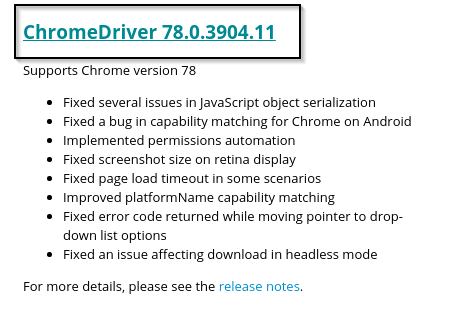 ChromeDriver 78.0.3904.11
Supports Chrome version 78
• Fixed several issues in JavaScript object serialization
• Fixed a bug in capability matching for Chrome on Android
• Implemented permissions automation
• Fixed screenshot size on retina display
• Fixed page load timeout in some scenarios
• Improved platformName capability matching
• Fixed error code returned while moving pointer to drop-
down list options
• Fixed an issue affecting download in headless mode
For more details, please see the release notes.